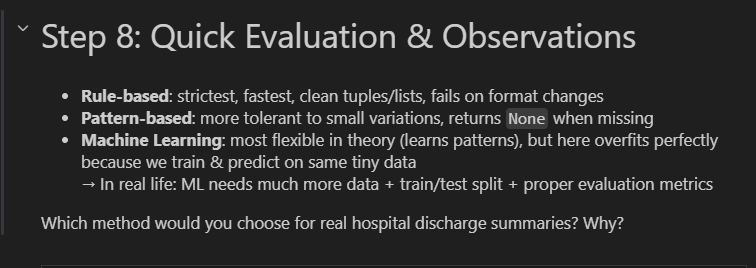 Step 8: Quick Evaluation & Observations
• Rule-based: strictest, fastest, clean tuples/lists, fails on format changes
• Pattern-based: more tolerant to small variations, returns None when missing
• Machine Learning: most flexible in theory (learns patterns), but here overfits perfectly
because we train & predict on same tiny data
→ In real life: ML needs much more data + train/test split + proper evaluation metrics
Which method would you choose for real hospital discharge summaries? Why?